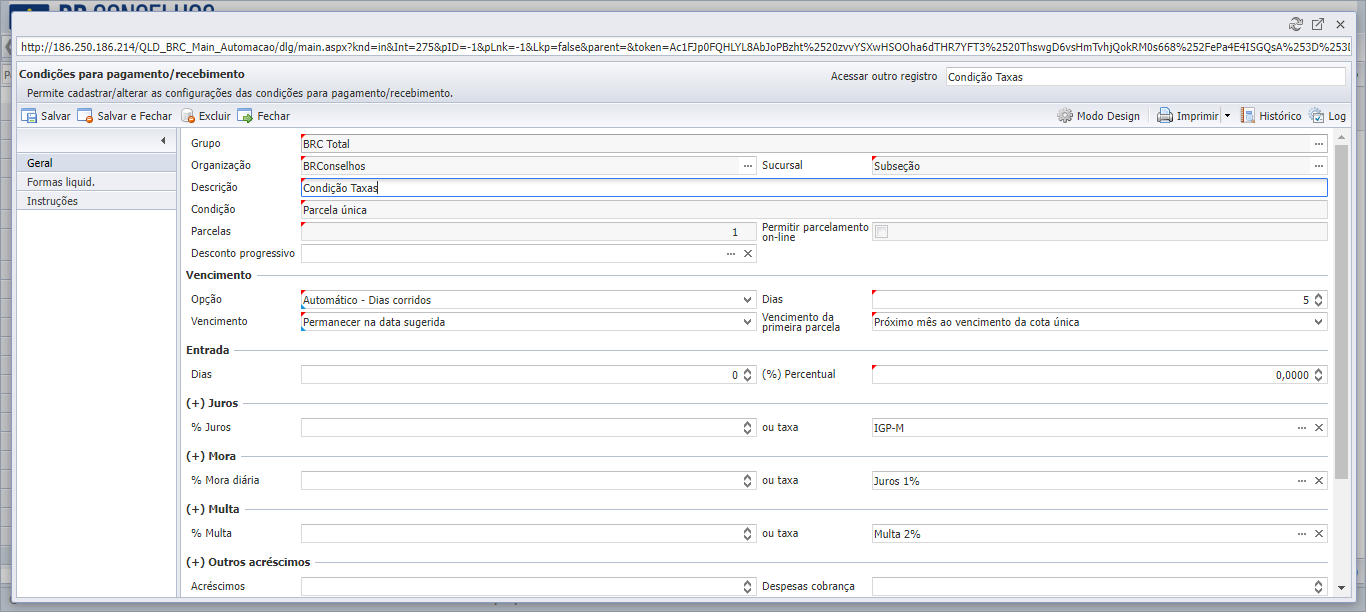 BR CONSELHOS
http://186.250.186.214/QLD_BRC_Main_Automacao/dlg/main.aspx?knd=in&Int=275&pID=-1&pLnk=-1&Lkp=false&parent=&token=Ac1FJp0FQHLYL8AbJoPBzht%2520zvvYSXwHSOOha6dTHR7YFT3%2520ThswgD6vsHmTvhjQokRM0s668%252FePa4E4ISGQsA%253D%253D
Condições para pagamento/recebimento
Acessar outro registro Condição Taxas
Permite cadastrar/alterar as configurações das condições para pagamento/recebimento.
Salvar Salvar e Fechar Excluir Fechar Modo Design Imprimir Histórico Log
Geral
Formas liquid.
Instruções
Grupo BRC Total
Organização BRConselhos Sucursal Subseção
Descrição Condição Taxas
Condição Parcela única
Parcelas 1 Permitir parcelamento
on-line
Desconto progressivo
Vencimento
Opção Automático - Dias corridos Dias 5
Vencimento Permanecer na data sugerida Vencimento da
primeira parcela Próximo mês ao vencimento da cota única
Entrada
Dias 0 (%) Percentual 0,0000
(+) Juros
% Juros ou taxa IGP-M
(+) Mora
% Mora diária ou taxa Juros 1%
(+) Multa
% Multa ou taxa Multa 2%
(+) Outros acréscimos
Acréscimos Despesas cobrança